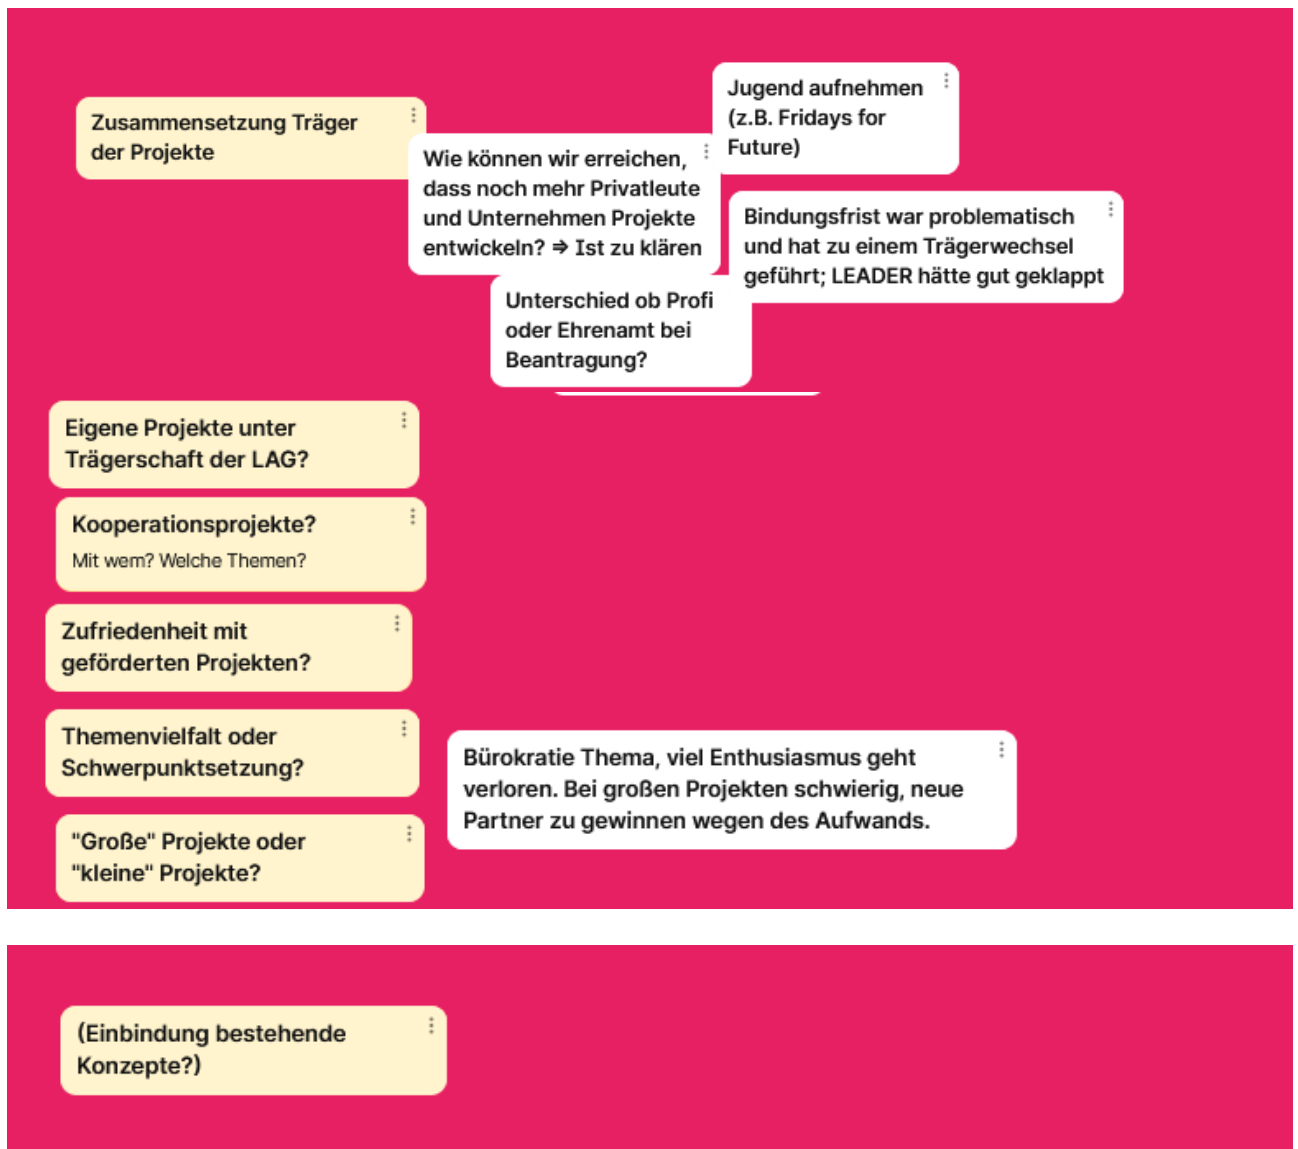 Zusammensetzung Träger
der Projekte
Wie können wir erreichen,
dass noch mehr Privatleute
und Unternehmen Projekte
entwickeln? ⇒ Ist zu klären
Jugend aufnehmen
(z.B. Fridays for
Future)
Bindungsfrist war problematisch
und hat zu einem Trägerwechsel
geführt; LEADER hätte gut geklappt
Unterschied ob Profi
oder Ehrenamt bei
Beantragung?
Eigene Projekte unter
Trägerschaft der LAG?
Kooperationsprojekte?
Mit wem? Welche Themen?
Zufriedenheit mit
geförderten Projekten?
Themenvielfalt oder
Schwerpunktsetzung?
Bürokratie Thema, viel Enthusiasmus geht
verloren. Bei großen Projekten schwierig, neue
Partner zu gewinnen wegen des Aufwands.
"Große" Projekte oder
"kleine" Projekte?
(Einbindung bestehende
Konzepte?)